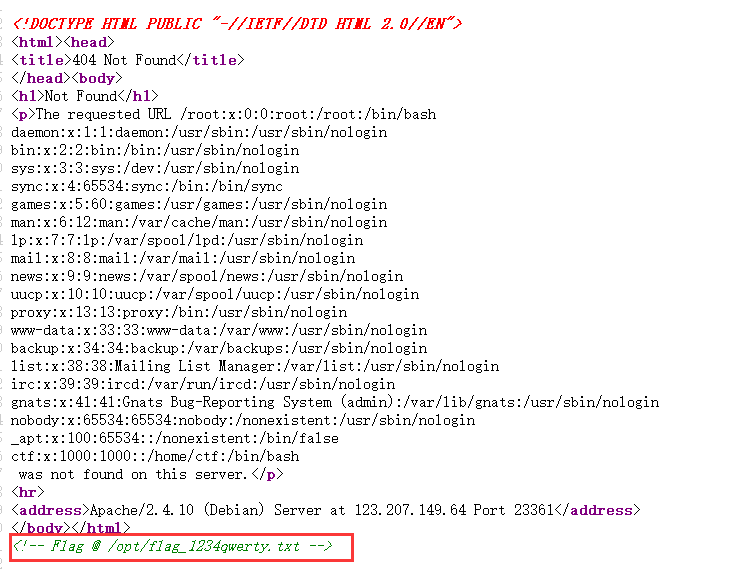 <!DOCTYPE HTML PUBLIC "-//IETF//DTD HTML 2.0//EN">
<html><head>
<title>404 Not Found</title>
</head><body>
<h1>Not Found</h1>
<p>The requested URL /root:x:0:0:root:/root:/bin/bash
daemon:x:1:1:daemon:/usr/sbin:/usr/sbin/nologin
bin:x:2:2:bin:/bin:/usr/sbin/nologin
sys:x:3:3:sys:/dev:/usr/sbin/nologin
sync:x:4:65534:sync:/bin:/bin/sync
games:x:5:60:games:/usr/games:/usr/sbin/nologin
man:x:6:12:man:/var/cache/man:/usr/sbin/nologin
lp:x:7:7:lp:/var/spool/lpd:/usr/sbin/nologin
mail:x:8:8:mail:/var/mail:/usr/sbin/nologin
news:x:9:9:news:/var/spool/news:/usr/sbin/nologin
uucp:x:10:10:uucp:/var/spool/uucp:/usr/sbin/nologin
proxy:x:13:13:proxy:/bin:/usr/sbin/nologin
www-data:x:33:33:www-data:/var/www:/usr/sbin/nologin
backup:x:34:34:backup:/var/backups:/usr/sbin/nologin
list:x:38:38:Mailing List Manager:/var/list:/usr/sbin/nologin
irc:x:39:39:ircd:/var/run/ircd:/usr/sbin/nologin
gnats:x:41:41:Gnats Bug-Reporting System (admin):/var/lib/gnats:/usr/sbin/nologin
nobody:x:65534:65534:nobody:/nonexistent:/usr/sbin/nologin
_apt:x:100:65534::/nonexistent:/bin/false
ctf:x:1000:1000::/home/ctf:/bin/bash
 was not found on this server.</p>
<hr>
<address>Apache/2.4.10 (Debian) Server at 123.207.149.64 Port 23361</address>
</body></html>
<!-- Flag @ /opt/flag_1234qwerty.txt -->